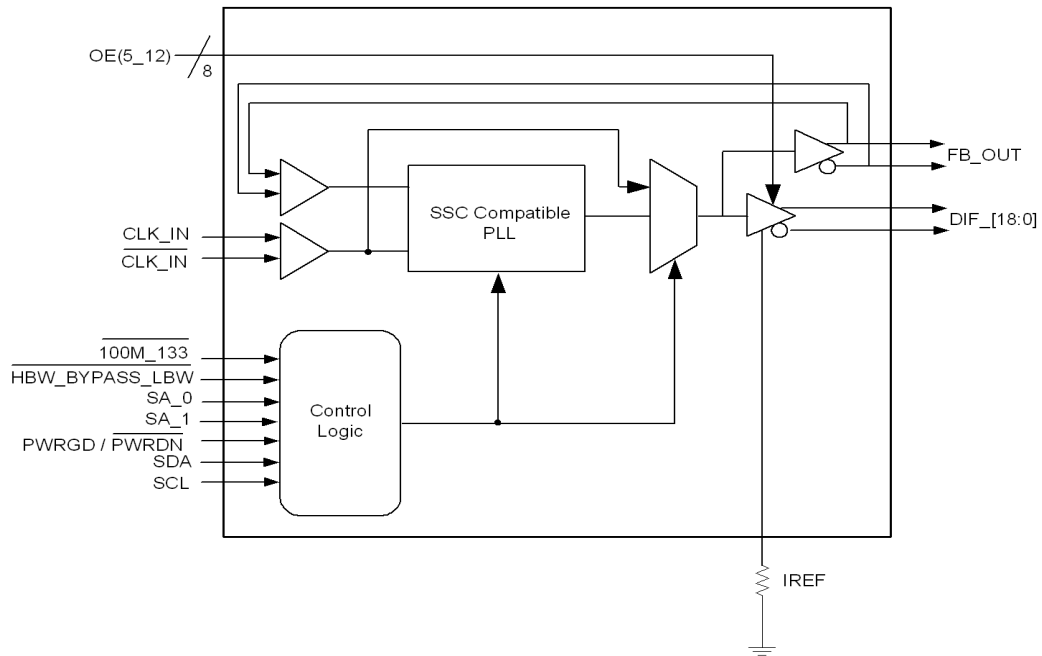 OE(5_12)
8
FB_OUT
SSC Compatible
PLL
DIF_[18:0]
CLK_IN
CLK_IN
100M_133
HBW_BYPASS_LBW
SA_0
SA_1
PWRGD / PWRDN
SDA
SCL
Control
Logic
IREF